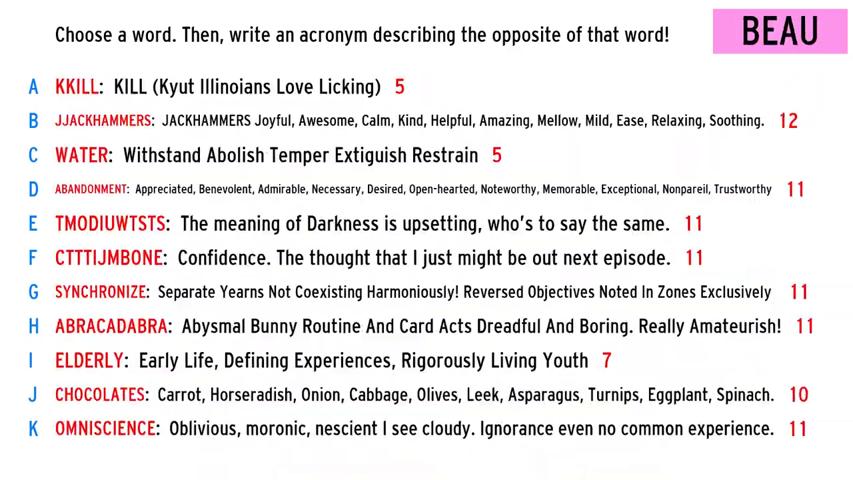 Choose a word. Then, write an acronym describing the opposite of that word!
BEAU
A KKILL: KILL (Kyut Illinoians Love Licking) 5
B JJACKHAMMERS: JACKHAMMERS Joyful, Awesome, Calm, Kind, Helpful, Amazing, Mellow, Mild, Ease, Relaxing, Soothing. 12
C WATER: Withstand Abolish Temper Extiguish Restrain 5
D ABANDONMENT: Appreciated, Benevolent, Admirable, Necessary, Desired, Open-hearted, Noteworthy, Memorable, Exceptional, Nonpareil, Trustworthy 11
E TMODIUWTSTS: The meaning of Darkness is upsetting, who's to say the same. 11
F CTTTIJMBONE: Confidence. The thought that I just might be out next episode. 11
G SYNCHRONIZE: Separate Yearns Not Coexisting Harmoniously! Reversed Objectives Noted In Zones Exclusively 11
H ABRACADABRA: Abysmal Bunny Routine And Card Acts Dreadful And Boring. Really Amateurish! 11
I ELDERLY: Early Life, Defining Experiences, Rigorously Living Youth 7
J CHOCOLATES: Carrot, Horseradish, Onion, Cabbage, Olives, Leek, Asparagus, Turnips, Eggplant, Spinach. 10
K OMNISCIENCE: Oblivious, moronic, nescient I see cloudy. Ignorance even no common experience. 11